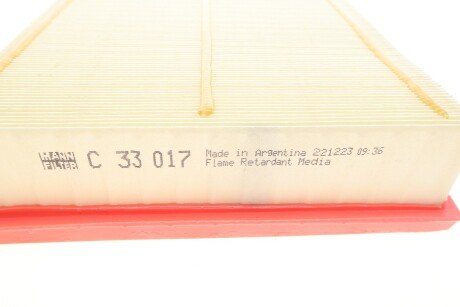 MANN
FILTER
C 33 017
Made in Argentina 221223 09:36
Flame Retardant Media